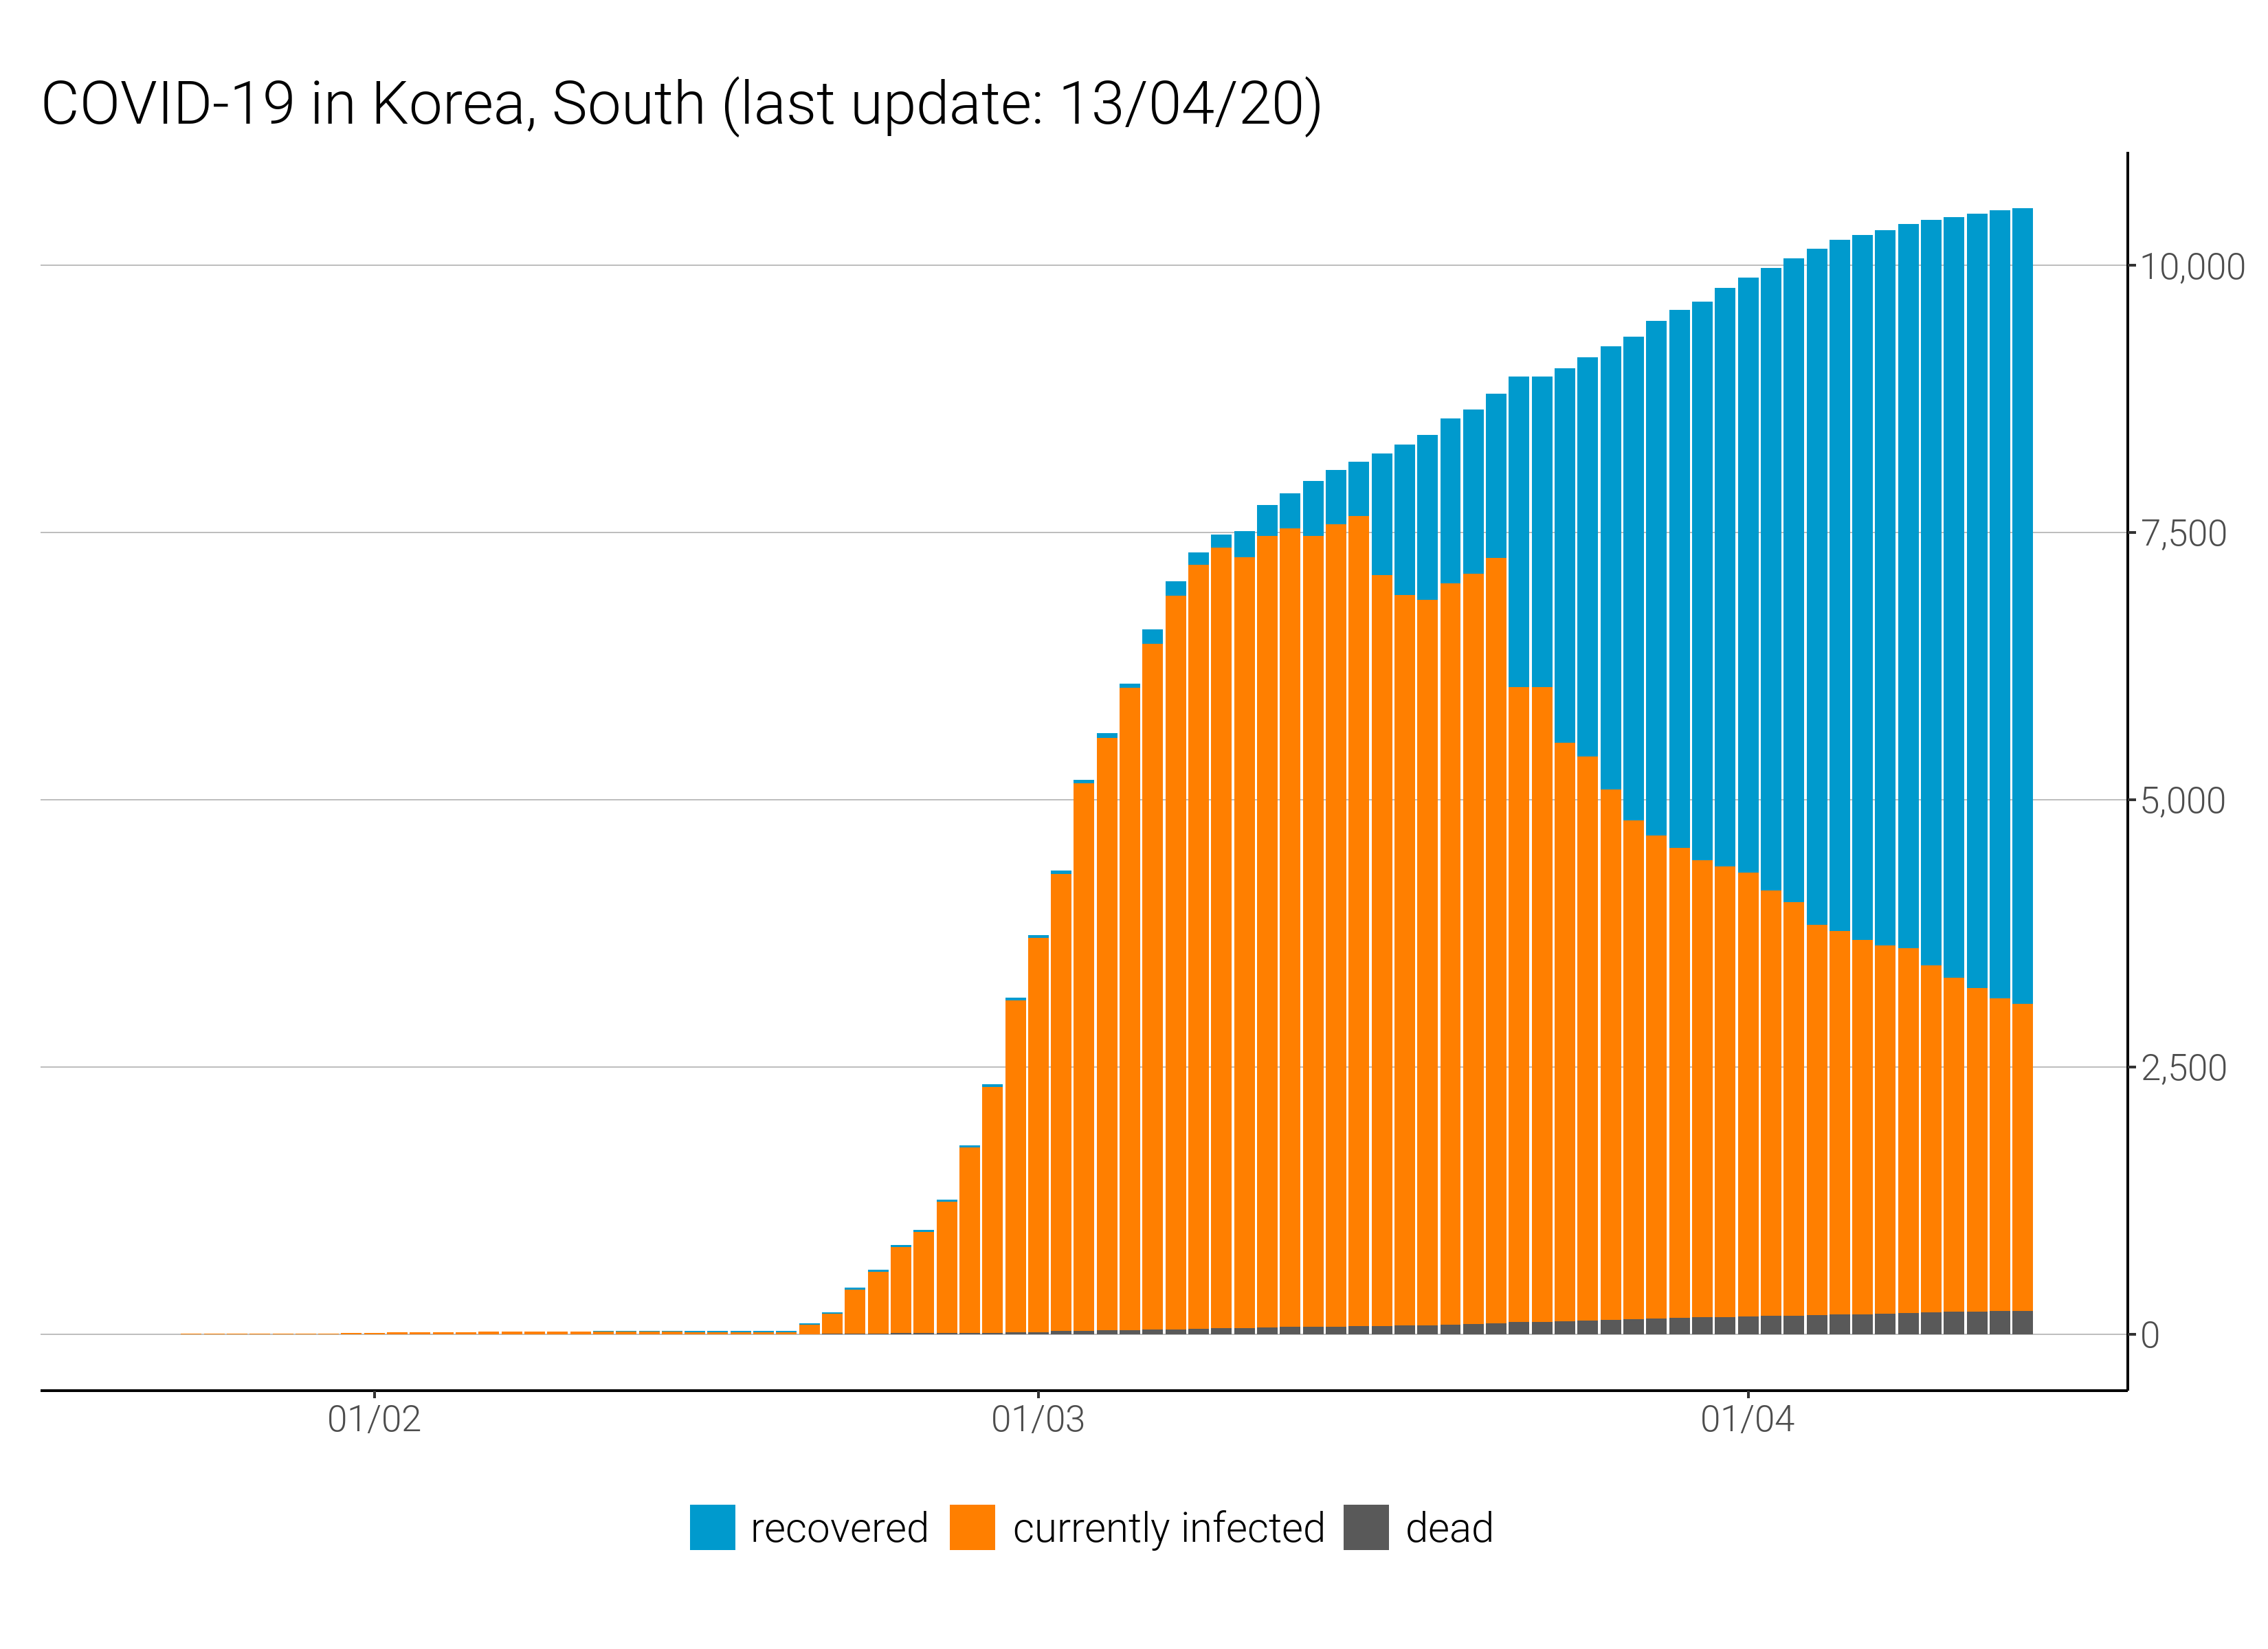 COVID-19 in Korea, South (last update: 13/04/20)
10,000
7,500
5,000
2,500
0
01/02 01/03 01/04
recovered currently infected dead